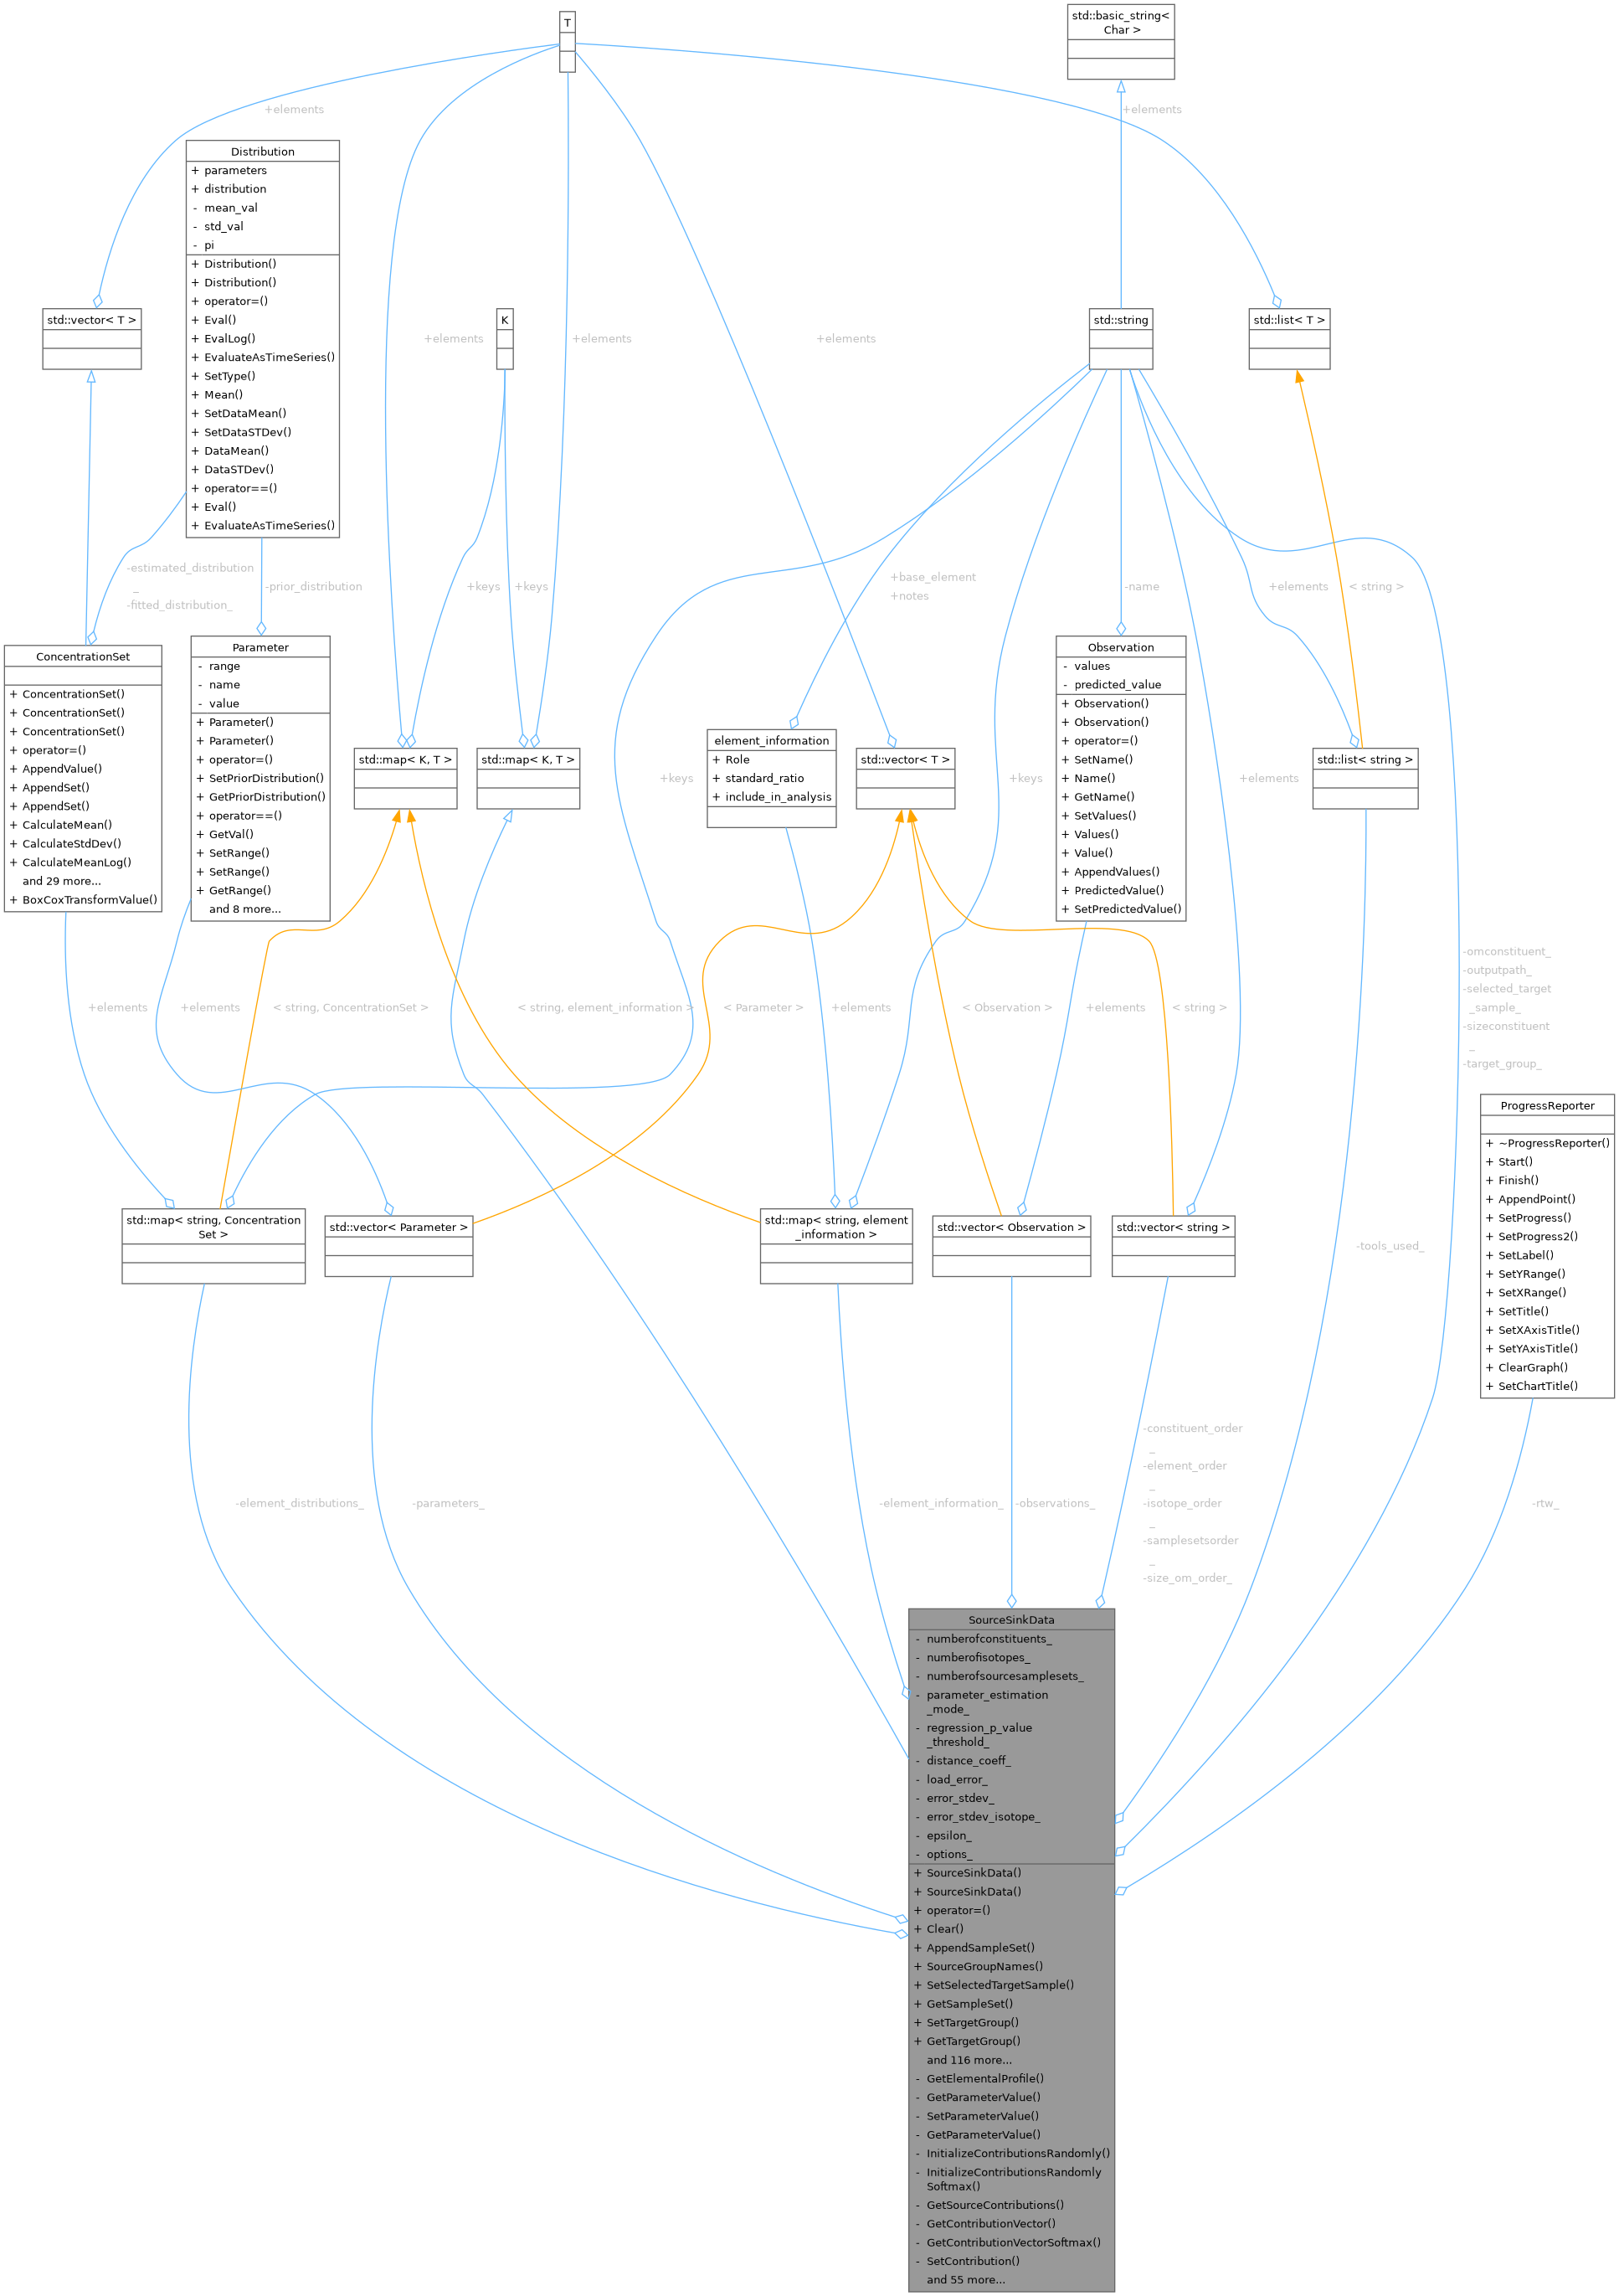 T
std::basic_string<
Char >
+elements
+elements
Distribution
+ parameters
+ distribution
- mean_val
- std_val
- pi
+ Distribution()
+ Distribution()
+ operator=()
+ Eval()
+ EvalLog()
+ EvaluateAsTimeSeries()
+ SetType()
+ Mean()
+ SetDataMean()
+ SetDataSTDev()
+ DataMean()
+ DataSTDev()
+ operator==()
+ Eval()
+ EvaluateAsTimeSeries()
std::vector< T >
K
std::string
std::list< T >
+elements
+elements
+elements
-estimated_distribution
_
-fitted_distribution_
-prior_distribution
+keys
+keys
+base_element
+notes
-name
+elements
< string >
ConcentrationSet
+ ConcentrationSet()
+ ConcentrationSet()
+ ConcentrationSet()
+ operator=()
+ AppendValue()
+ AppendSet()
+ AppendSet()
+ CalculateMean()
+ CalculateStdDev()
+ CalculateMeanLog()
and 29 more...
+ BoxCoxTransformValue()
Parameter
- range
- name
- value
+ Parameter()
+ Parameter()
+ operator=()
+ SetPriorDistribution()
+ GetPriorDistribution()
+ operator==()
+ GetVal()
+ SetRange()
+ SetRange()
+ GetRange()
and 8 more...
std::map< K, T >
std::map< K, T >
+keys
element_information
+ Role
+ standard_ratio
+ include_in_analysis
std::vector< T >
+keys
Observation
- values
- predicted_value
+ Observation()
+ Observation()
+ operator=()
+ SetName()
+ Name()
+ GetName()
+ SetValues()
+ Values()
+ Value()
+ AppendValues()
+ PredictedValue()
+ SetPredictedValue()
+elements
std::list< string >
-omconstituent_
-outputpath_
-selected_target
_sample_
-sizeconstituent
_
-target_group_
+elements
+elements
< string, ConcentrationSet >
< string, element_information >
< Parameter >
+elements
< Observation >
+elements
< string >
ProgressReporter
+ ~ProgressReporter()
+ Start()
+ Finish()
+ AppendPoint()
+ SetProgress()
+ SetProgress2()
+ SetLabel()
+ SetYRange()
+ SetXRange()
+ SetTitle()
+ SetXAxisTitle()
+ SetYAxisTitle()
+ ClearGraph()
+ SetChartTitle()
std::map< string, Concentration
Set >
std::vector< Parameter >
std::map< string, element
_information >
std::vector< Observation >
std::vector< string >
-tools_used_
-element_distributions_
-parameters_
-element_information_
-observations_
-constituent_order
_
-element_order
_
-isotope_order
_
-samplesetsorder
_
-size_om_order_
-rtw_
SourceSinkData
- numberofconstituents_
- numberofisotopes_
- numberofsourcesamplesets_
- parameter_estimation
_mode_
- regression_p_value
_threshold_
- distance_coeff_
- load_error_
- error_stdev_
- error_stdev_isotope_
- epsilon_
- options_
+ SourceSinkData()
+ SourceSinkData()
+ operator=()
+ Clear()
+ AppendSampleSet()
+ SourceGroupNames()
+ SetSelectedTargetSample()
+ GetSampleSet()
+ SetTargetGroup()
+ GetTargetGroup()
and 116 more...
- GetElementalProfile()
- GetParameterValue()
- SetParameterValue()
- GetParameterValue()
- InitializeContributionsRandomly()
- InitializeContributionsRandomly
Softmax()
- GetSourceContributions()
- GetContributionVector()
- GetContributionVectorSoftmax()
- SetContribution()
and 55 more...